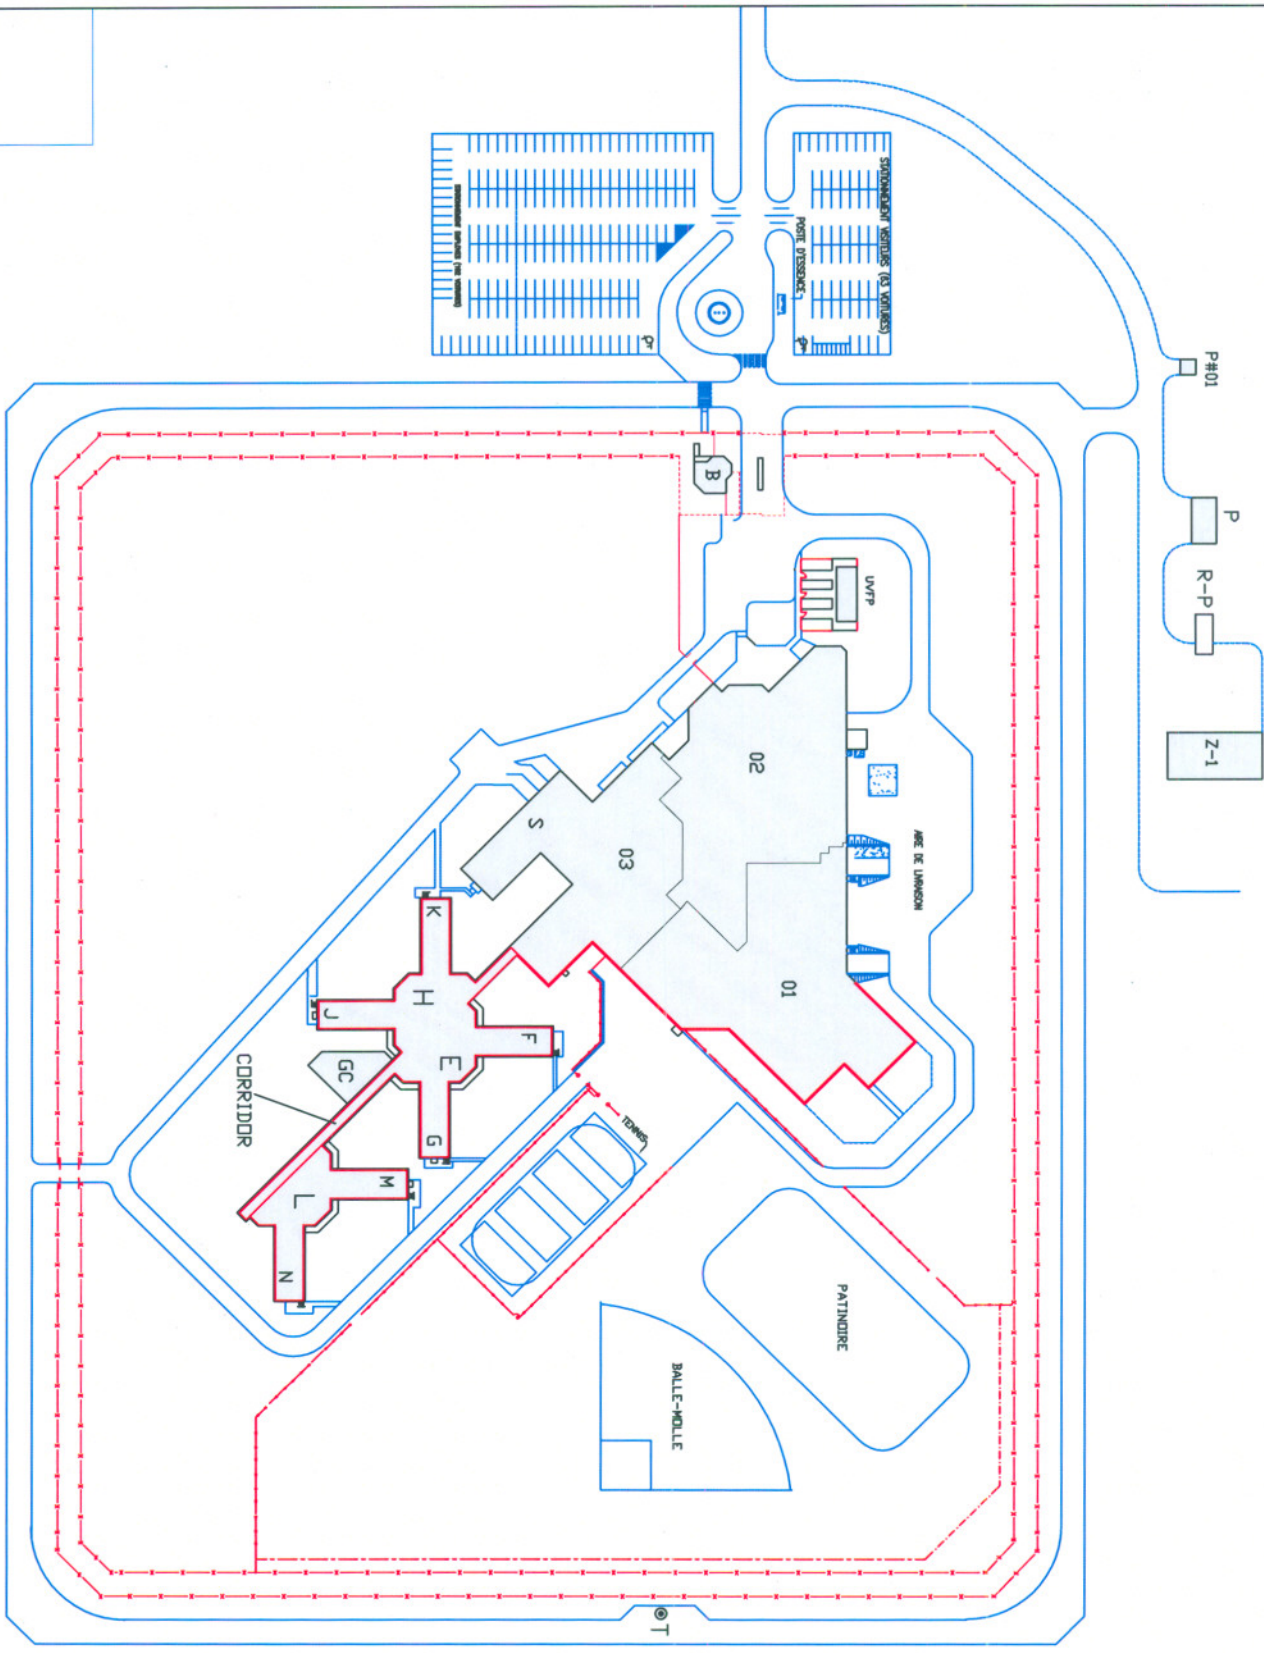 STATIONNEMENT VISITEURS (63 VOITURES)
POSTE D'ESSENCE
P#01
P
R-P
Z-1
B
UVFP
02
AIRE DE LIVRAISON
S
03
01
K
H
J
F
E
GC
G
CORRIDOR
M
L
N
TENNIS
PATINOIRE
BALLE-MOLLE
T